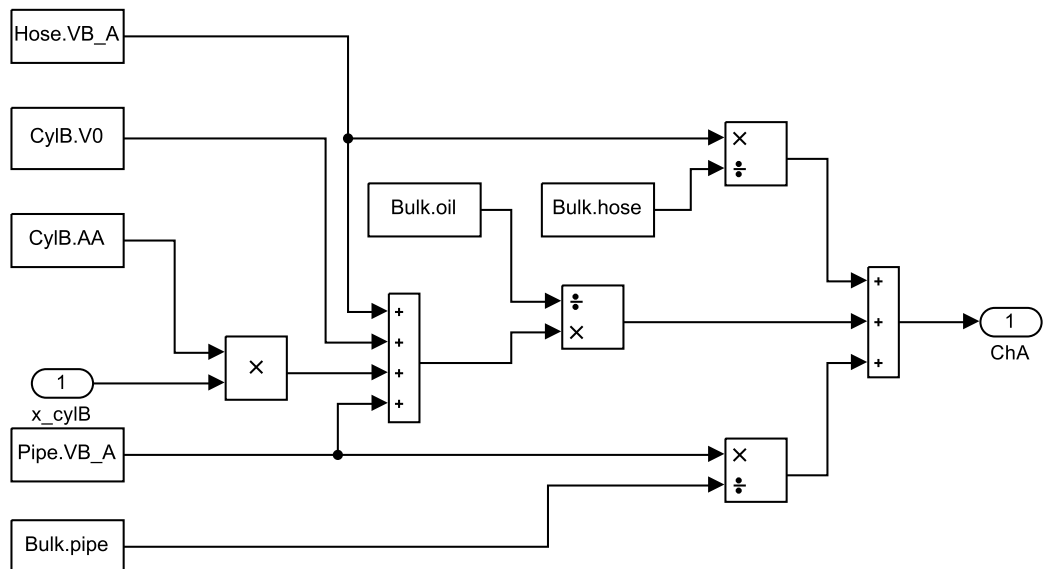 Hose.VB_A
CylB.V0
×
÷
Bulk.oil
Bulk.hose
CylB.AA
+
+
+
+
÷
×
+
+
+
1
ChA
×
1
x_cylB
Pipe.VB_A
×
÷
Bulk.pipe